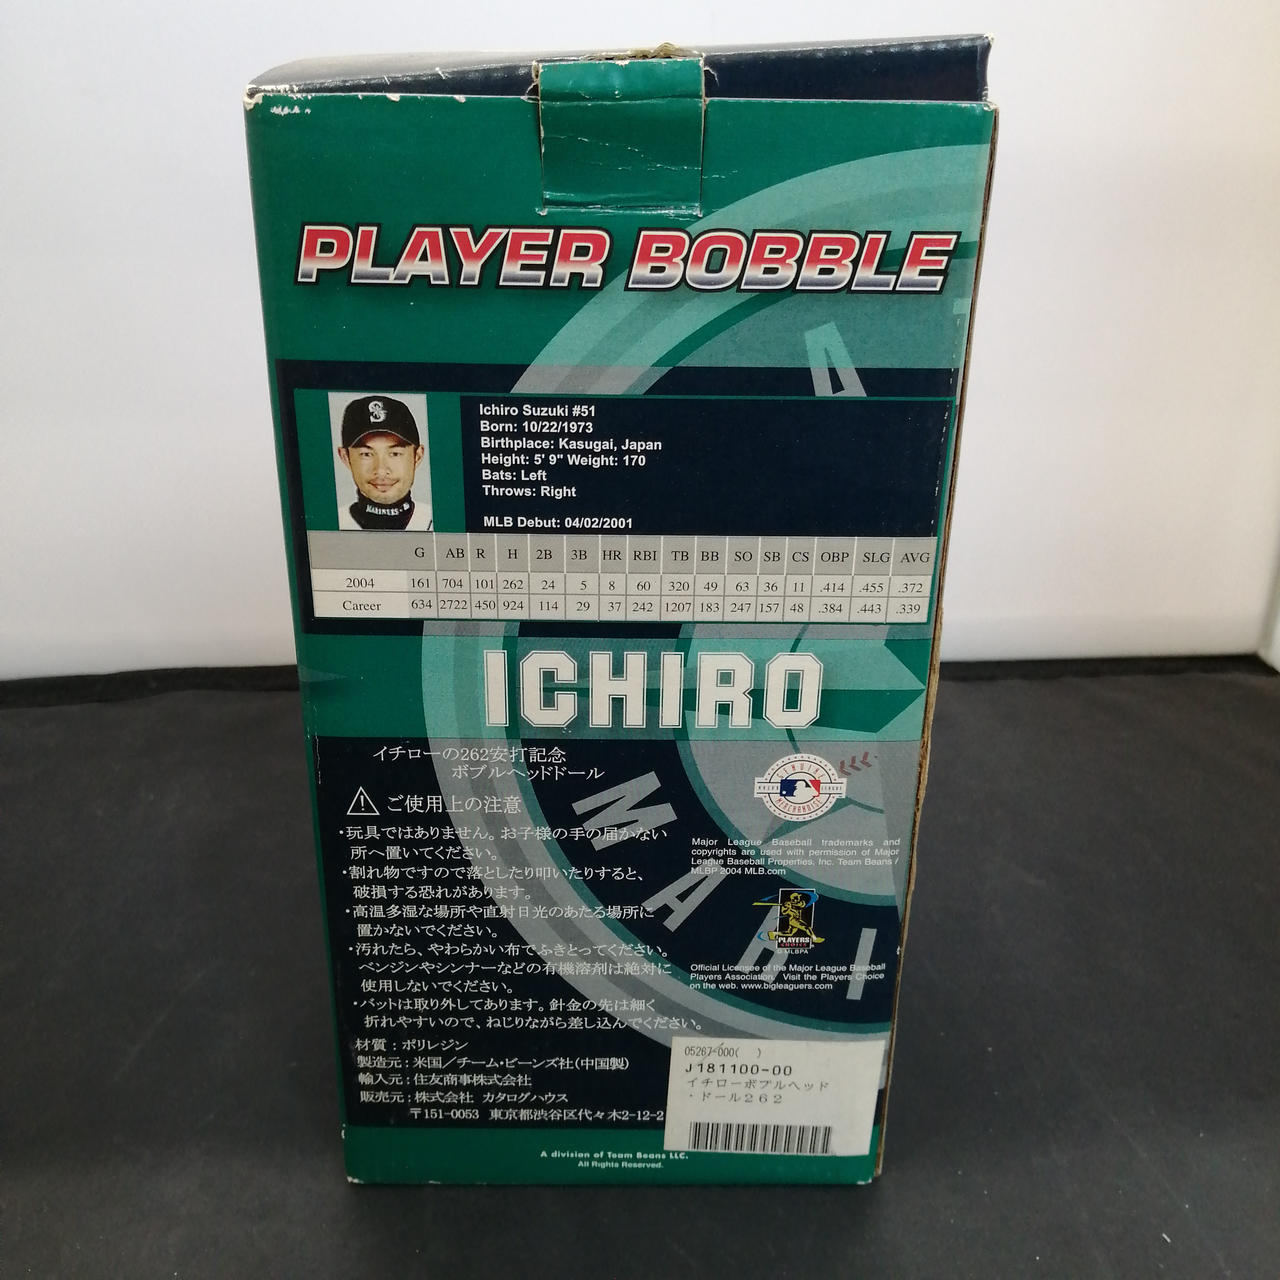 PLAYER BOBBLE
Ichiro Suzuki #51
Born: 10/22/1973
Birthplace: Kasugai, Japan
Height: 5' 9" Weight: 170
Bats: Left
Throws: Right
MLB Debut: 04/02/2001
G AB R H 2B 3B HR RBI TB BB SO SB CS OBP SLG AVG
2004 161 704 101 262 24 5 8 60 320 49 63 36 11 .414 .455 .372
Career 634 2722 450 924 114 29 37 242 1207 183 247 157 48 .384 .443 .339
ICHIRO
イチローの262安打記念
ボブルヘッドドール
ご使用上の注意
・玩具ではありません。お子様の手の届かない
所へ置いてください。
・割れ物ですので落としたり叩いたりすると、
破損する恐れがあります。
・高温多湿な場所や直射日光のあたる場所に
置かないでください。
・汚れたら、やわらかい布でふきとってください。
ベンジンやシンナーなどの有機溶剤は絶対に
使用しないでください。
・バットは取り外してあります。針金の先は細く
折れやすいので、ねじりながら差し込んでください。
材質：ポリレジン
製造元：米国／チーム・ビーンズ社(中国製)
輸入元：住友商事株式会社
販売元：株式会社 カタログハウス
〒151-0053 東京都渋谷区代々木2-12-2
GENUINE
MAJOR LEAGUE
MERCHANDISE
Major League Baseball trademarks and
copyrights are used with permission of Major
League Baseball Properties, Inc. Team Beans /
MLBP 2004 MLB.com
PLAYERS
CHOICE
© MLBPA
Official Licensee of the Major League Baseball
Players Association. Visit the Players Choice
on the web. www.bigleaguers.com
MARI
05267-000( )
J181100-00
イチローボブルヘッド
・ドール262
A division of Team Beans LLC.
All Rights Reserved.